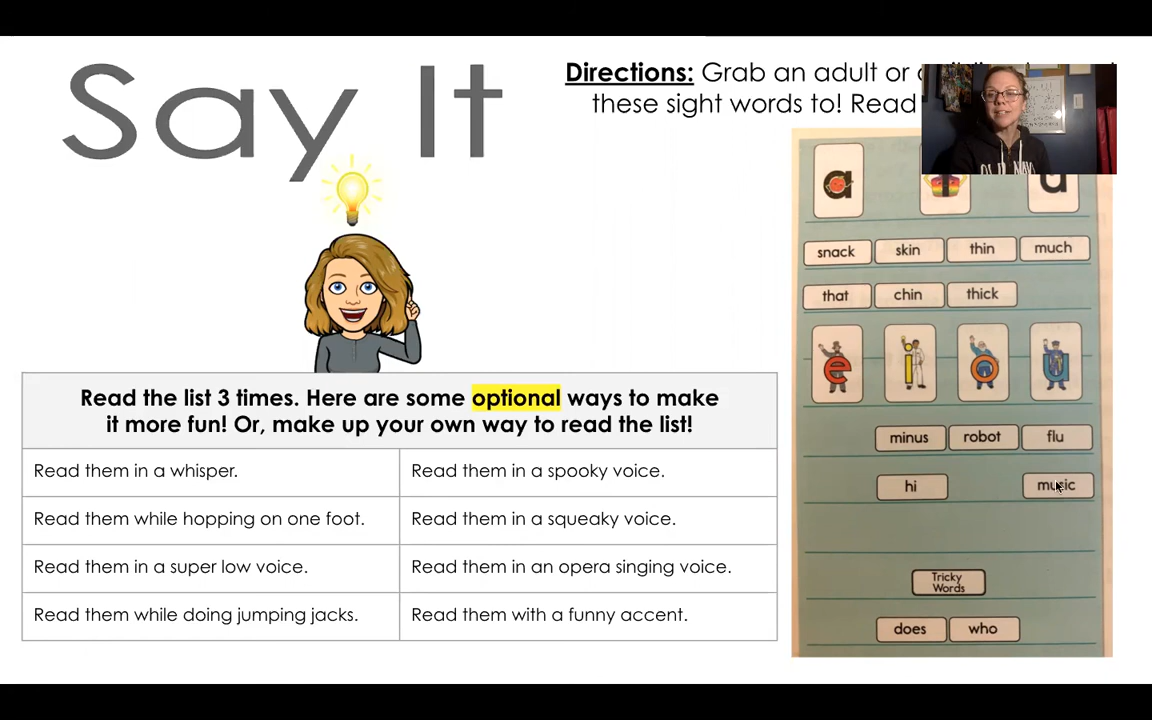 Say It
Directions: Grab an adult or
these sight words to! Read
a u
snack skin thin much
that chin thick
e i o u
minus robot flu
hi music
Tricky
Words
does who
Read the list 3 times. Here are some optional ways to make
it more fun! Or, make up your own way to read the list!
Read them in a whisper. Read them in a spooky voice.
Read them while hopping on one foot. Read them in a squeaky voice.
Read them in a super low voice. Read them in an opera singing voice.
Read them while doing jumping jacks. Read them with a funny accent.
OLD NAVY